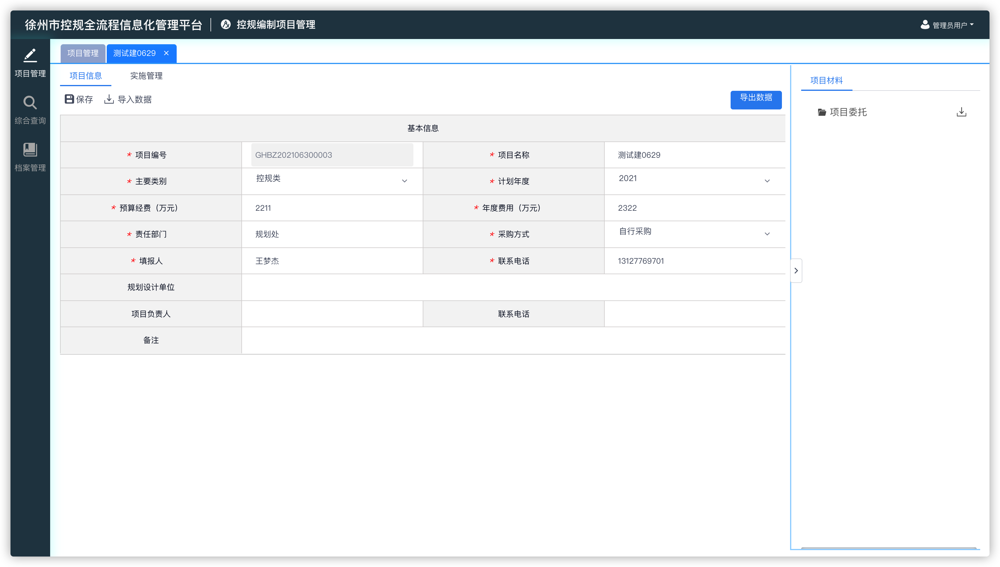 徐州市控规全流程信息化管理平台 控规编制项目管理 管理员用户
项目管理
综合查询
档案管理
项目管理 测试建0629
项目信息 实施管理
保存 导入数据 导出数据
基本信息
* 项目编号 GHBZ202106300003 * 项目名称 测试建0629
* 主要类别 控规类 * 计划年度 2021
* 预算经费（万元） 2211 * 年度费用（万元） 2322
* 责任部门 规划处 * 采购方式 自行采购
* 填报人 王梦杰 * 联系电话 13127769701
规划设计单位
项目负责人 联系电话
备注
项目材料
项目委托